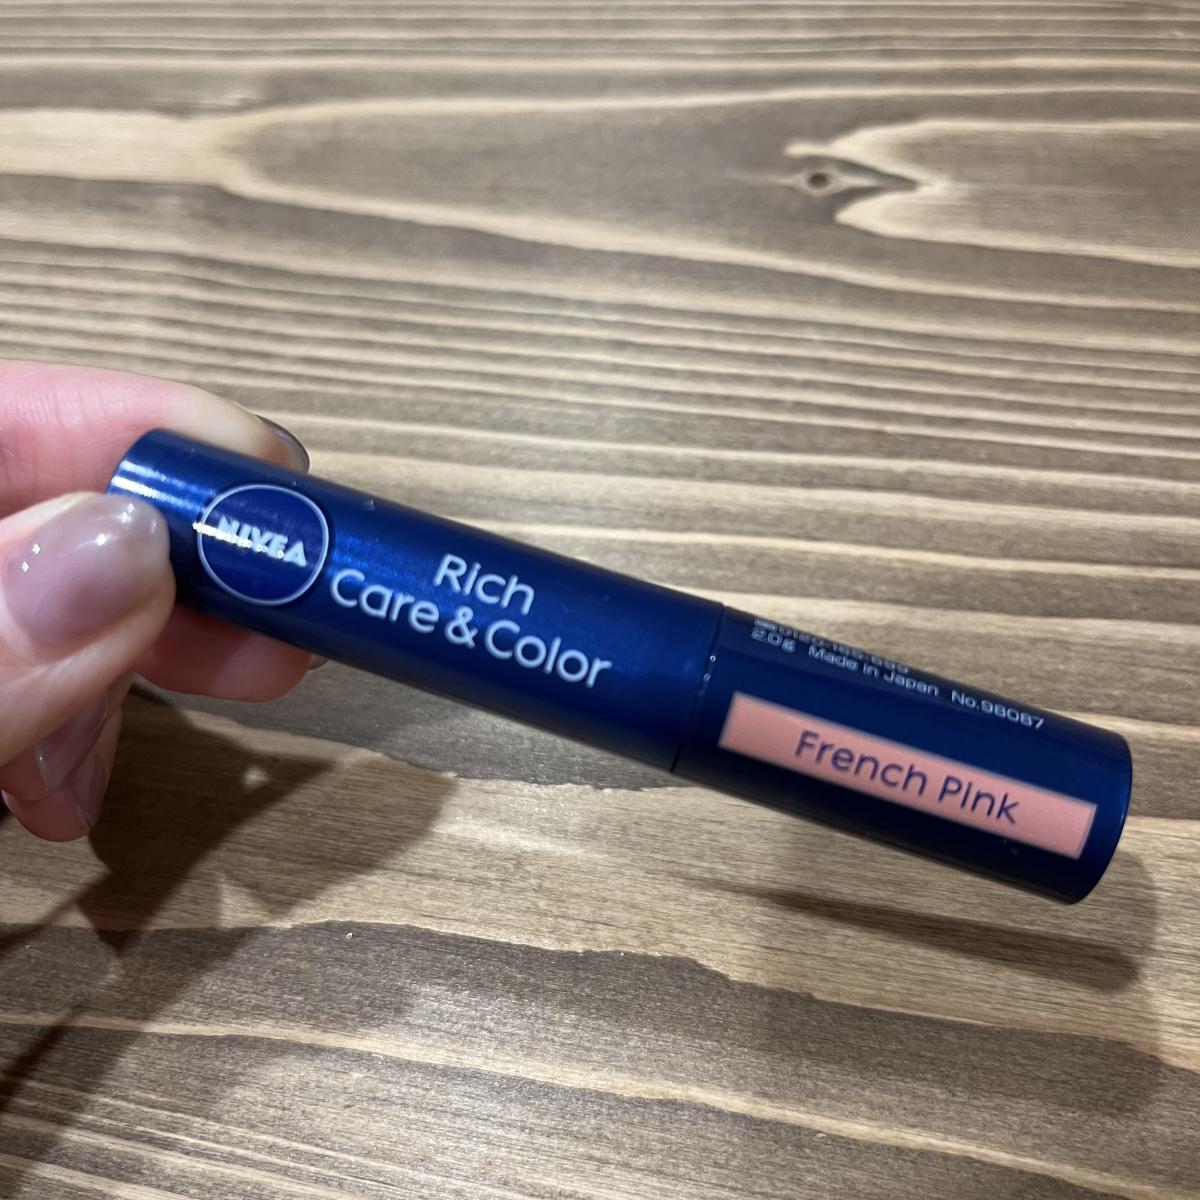 NIVEA
Rich
Care & Color
2.0g Made in Japan No.98087
French Pink